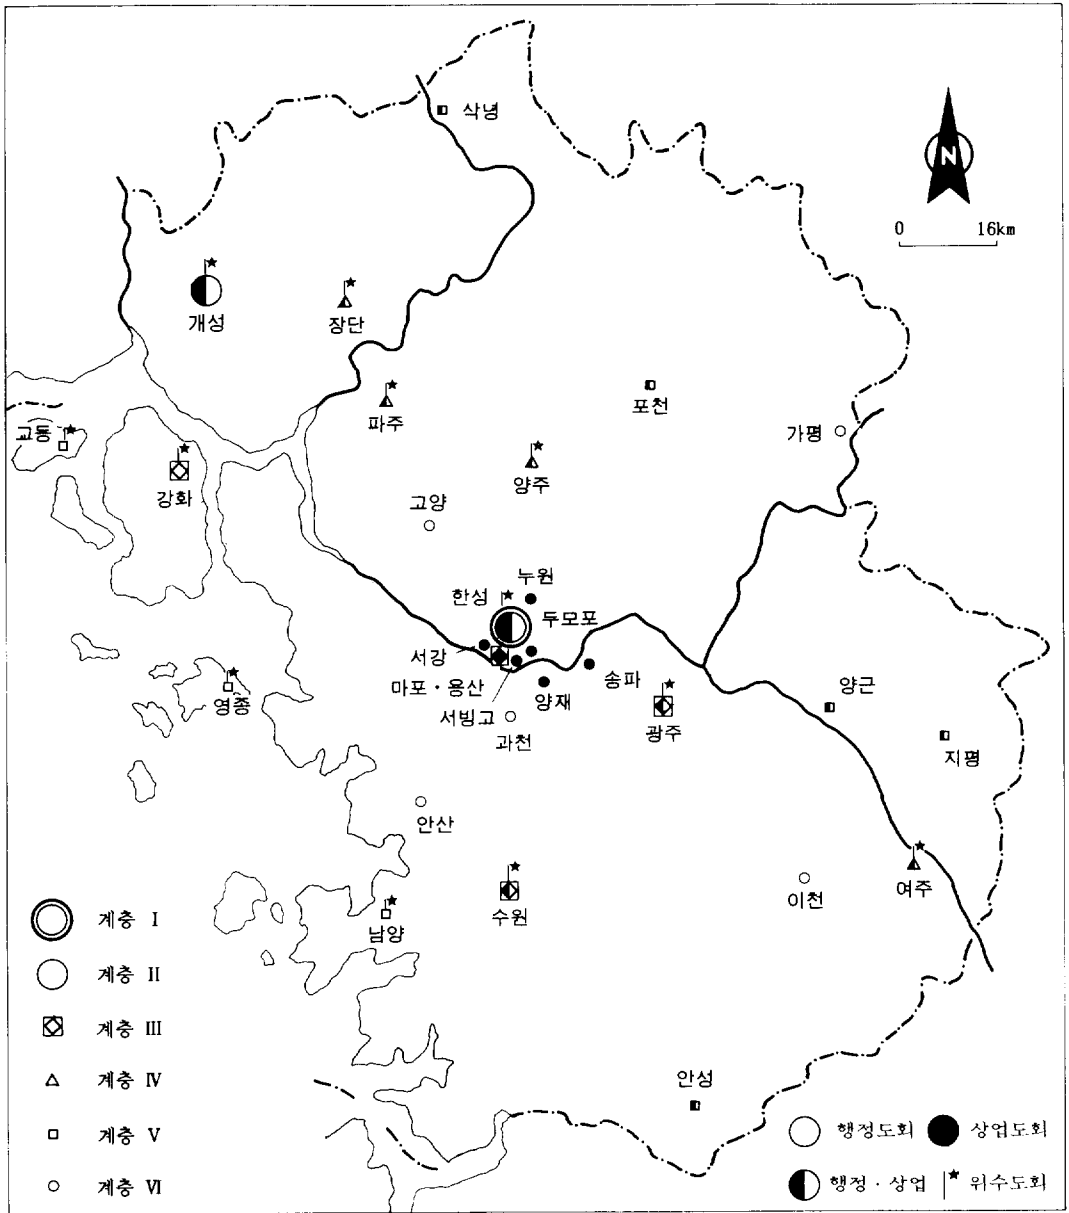 삭녕
N
0 16km
개성
장단
파주
포천
가평
교동
강화
양주
고양
누원
한성
두모포
서강
마포·용산
송파
서빙고
양재
과천
광주
양근
지평
영종
안산
이천
여주
수원
남양
안성
계층 Ⅰ
계층 Ⅱ
계층 Ⅲ
계층 Ⅳ
계층 Ⅴ
계층 Ⅵ
행정도회 상업도회
행정·상업 위수도회